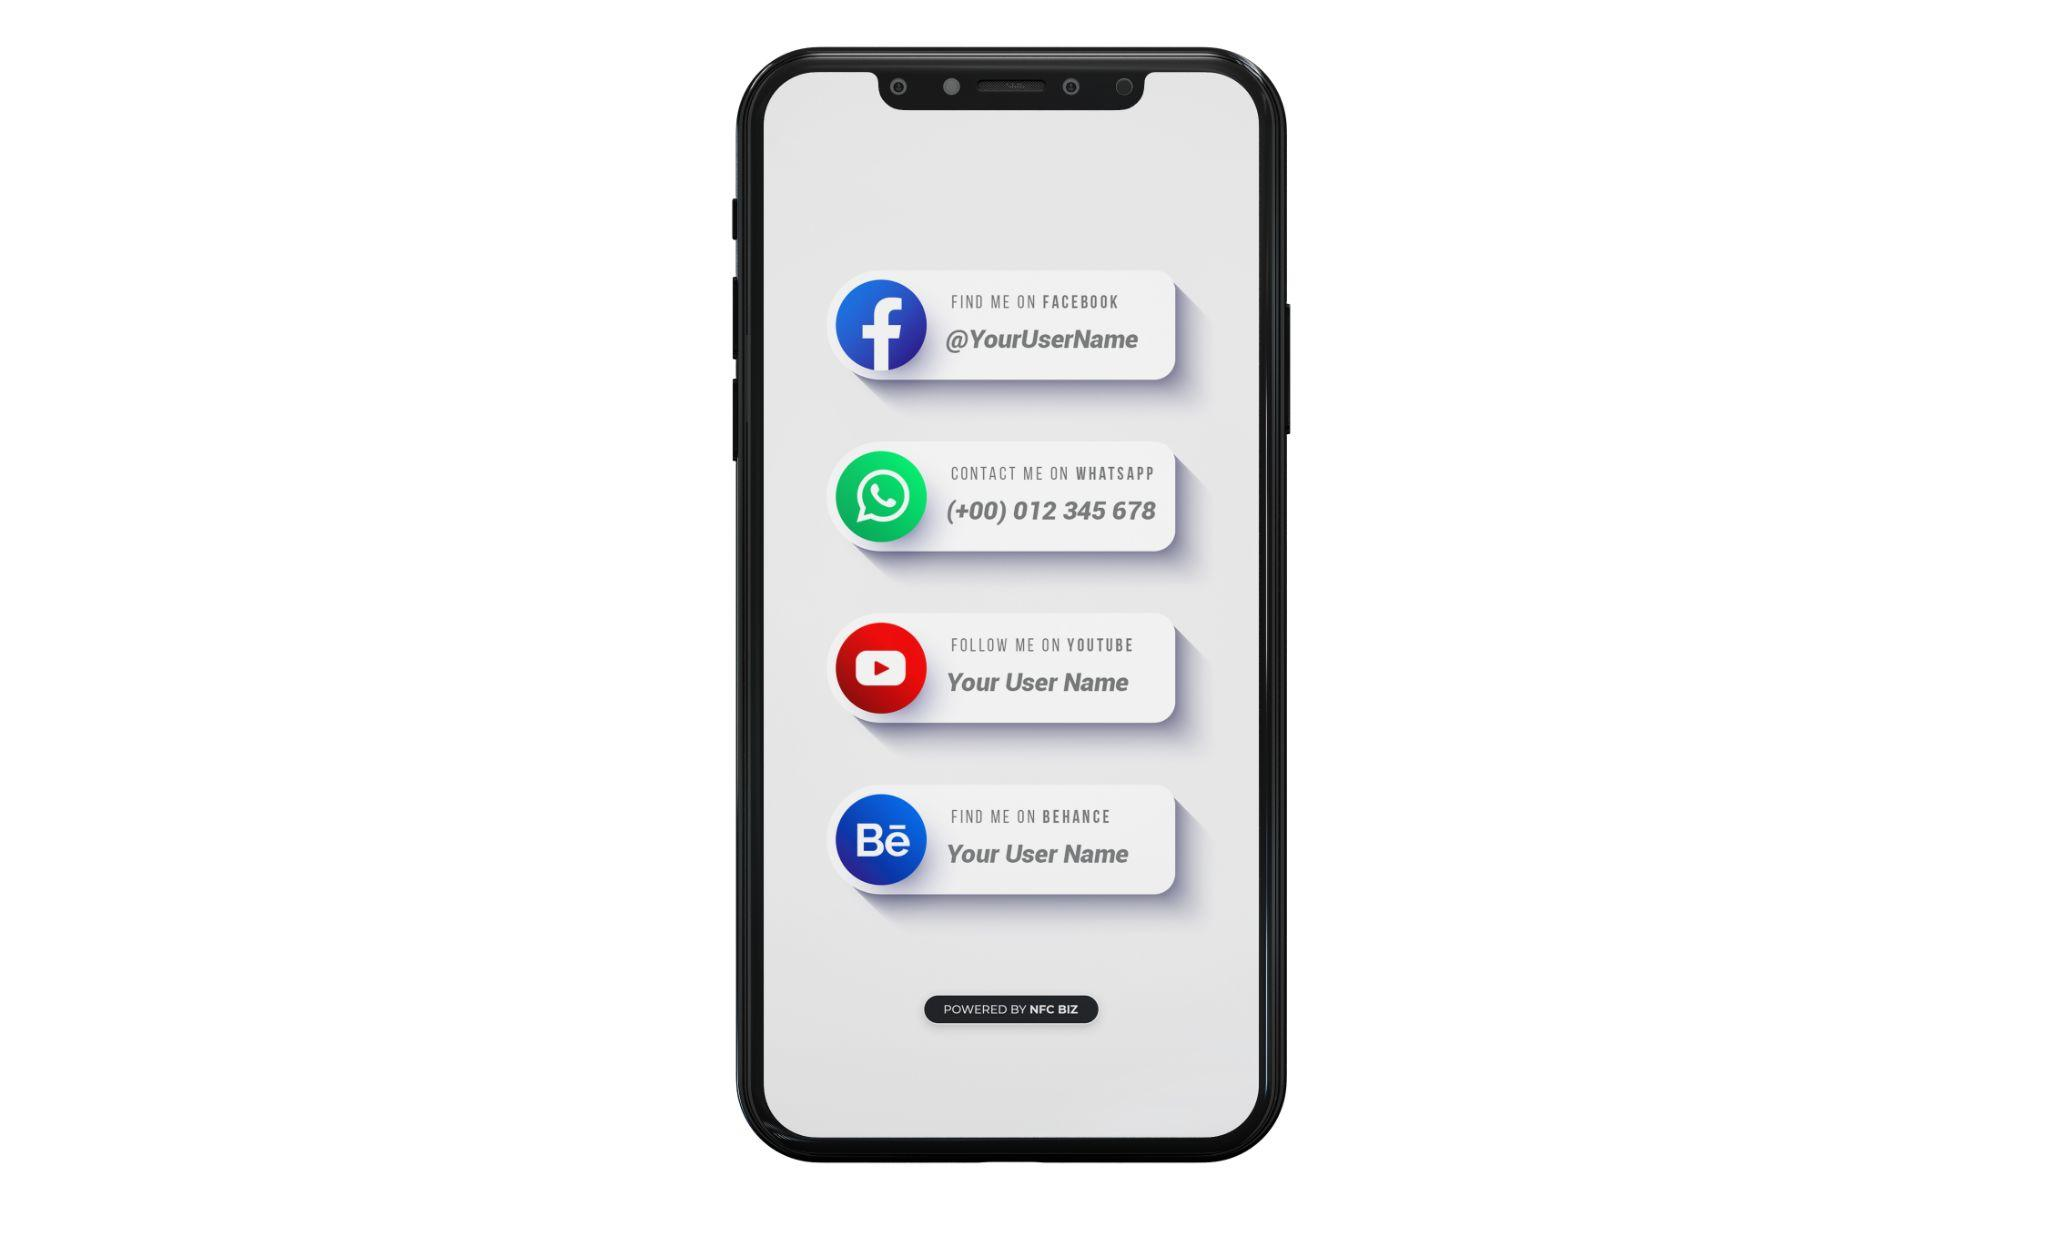 FIND ME ON FACEBOOK
@YourUserName
CONTACT ME ON WHATSAPP
(+00) 012 345 678
FOLLOW ME ON YOUTUBE
Your User Name
Bē
FIND ME ON BEHANCE
Your User Name
POWERED BY NFC BIZ